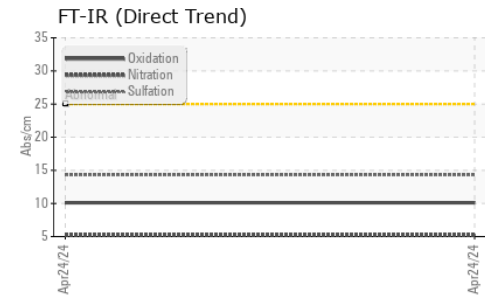 FT-IR (Direct Trend)
35
30
25
20
15
10
5
Abs/cm
Oxidation
Nitration
Sulfation
Abnormal
Apr24/24
Apr24/24